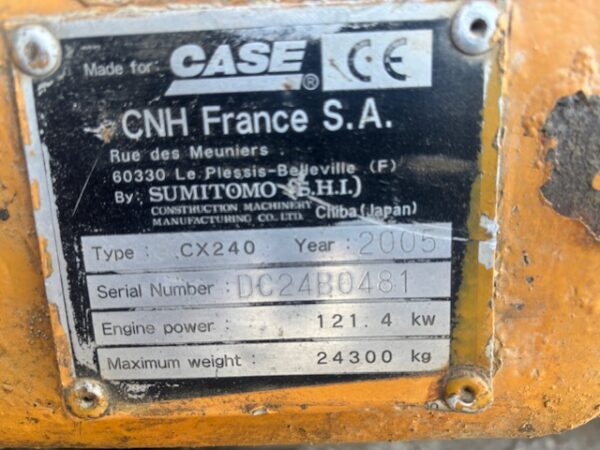 Made for: CASE ® CE
CNH France S.A.
Rue des Meuniers
60330 Le Plessis-Belleville (F)
By: SUMITOMO (S.H.I.)
CONSTRUCTION MACHINERY
MANUFACTURING CO., LTD. Chiba (Japan)
Type : CX240 Year : 2005
Serial Number : DC24B0481
Engine power : 121.4 kw
Maximum weight : 24300 kg